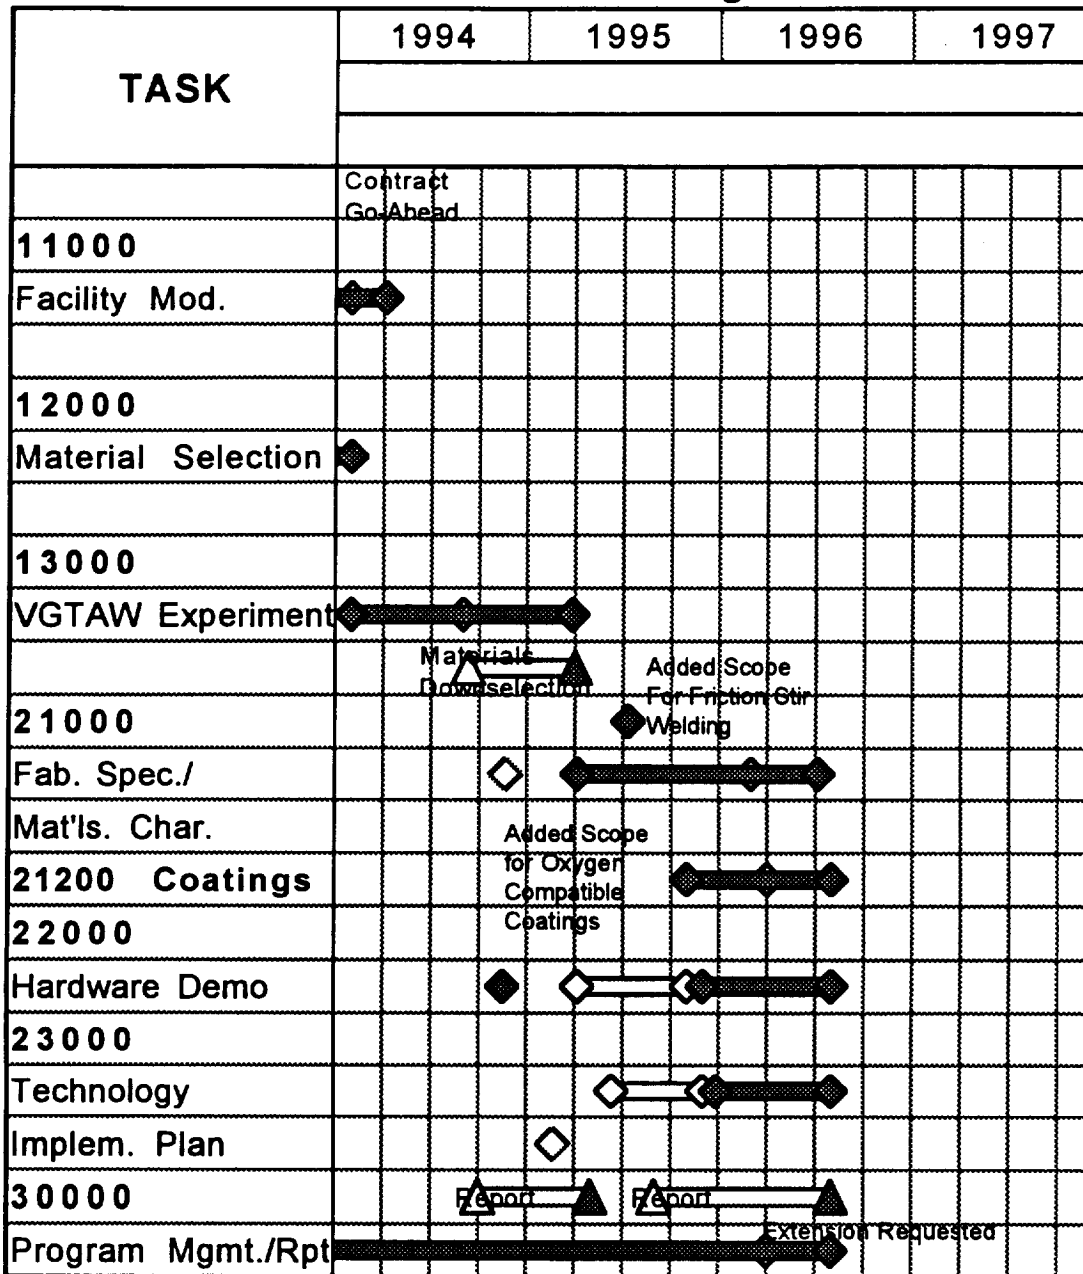 1994 1995 1996 1997
TASK
Contract
Go-Ahead
11000
Facility Mod.
12000
Material Selection
13000
VGTAW Experiment
Materials
Downselection
Added Scope
For Friction Stir
Welding
21000
Fab. Spec./
Mat'ls. Char.
Added Scope
for Oxygen
Compatible
Coatings
21200 Coatings
22000
Hardware Demo
23000
Technology
Implem. Plan
30000
Report Report
Extension Requested
Program Mgmt./Rpt